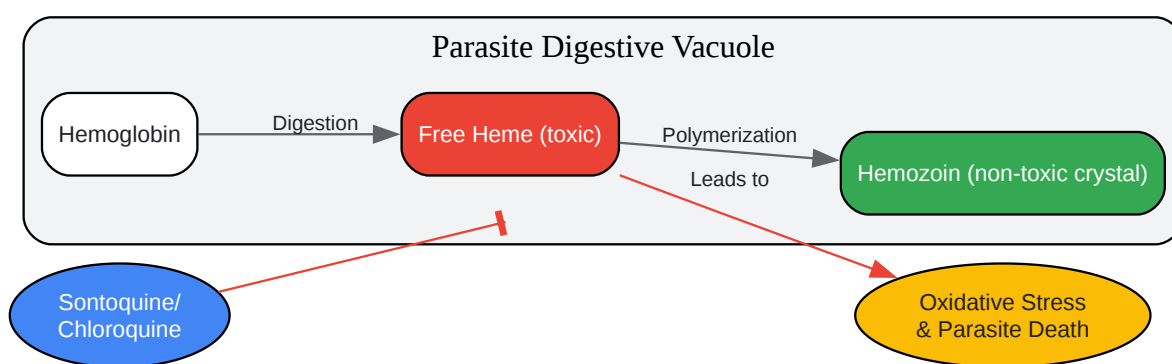 Parasite Digestive Vacuole
Hemoglobin
Digestion
Free Heme (toxic)
Polymerization
Hemozoin (non-toxic crystal)
Leads to
Sontoquine/
Chloroquine
Oxidative Stress
& Parasite Death